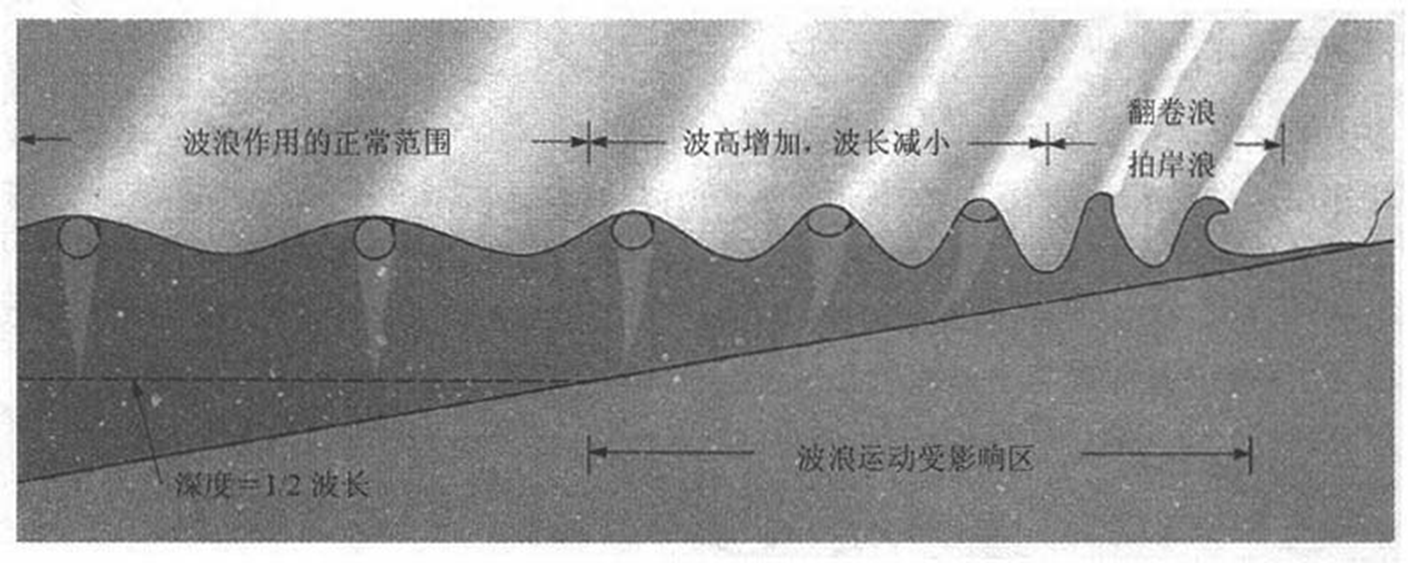 波浪作用的正常范围
波高增加，波长减小
翻卷浪
拍岸浪
深度=1/2 波长
波浪运动受影响区